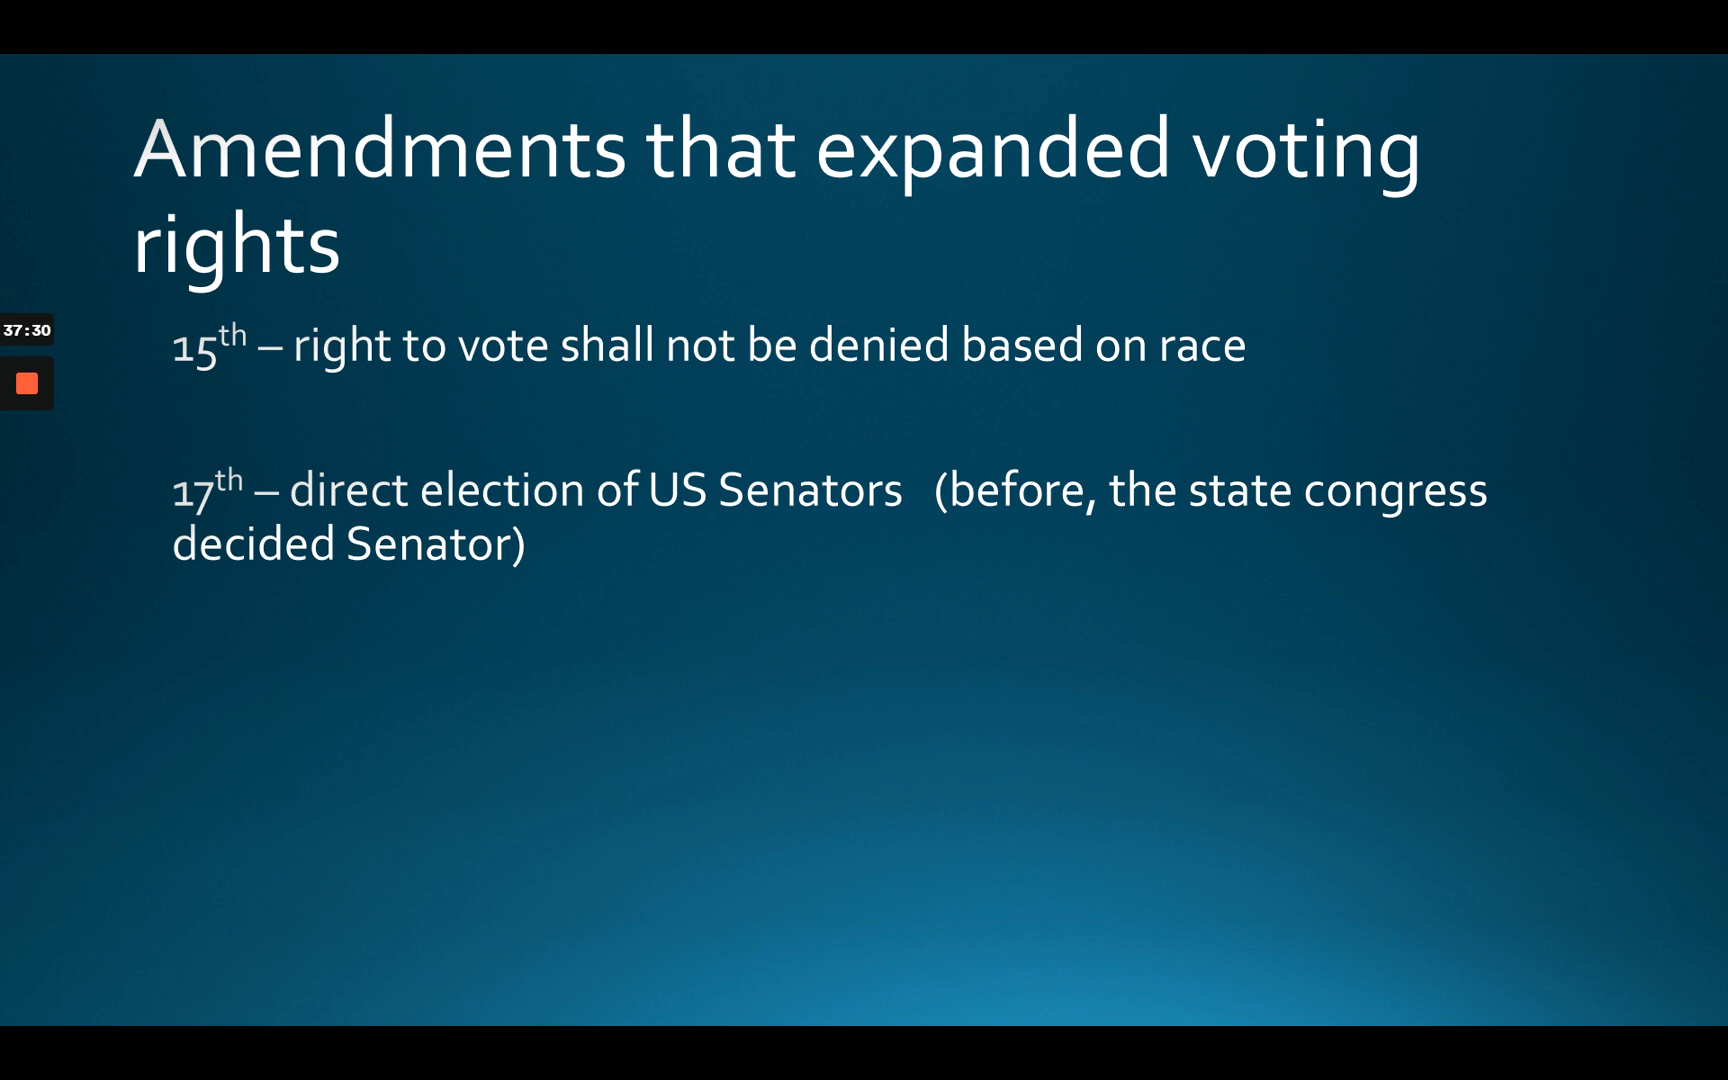 Amendments that expanded voting
rights
37:30
15th – right to vote shall not be denied based on race
17th – direct election of US Senators (before, the state congress
decided Senator)